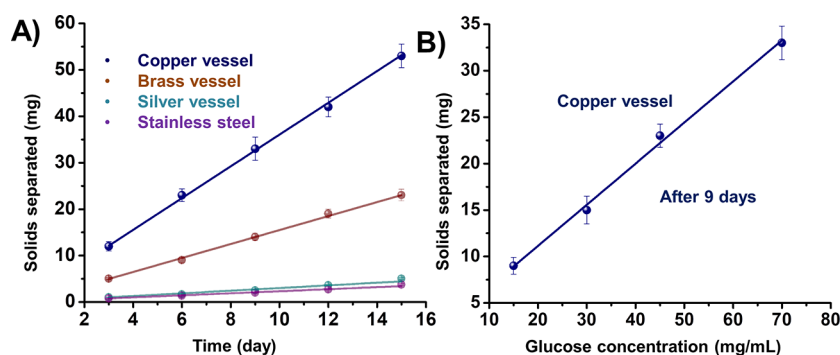 A)
Solids separated (mg)
60
50
40
30
20
10
0
Copper vessel
Brass vessel
Silver vessel
Stainless steel
2 4 6 8 10 12 14 16
Time (day)
B)
Solids separated (mg)
35
30
25
20
15
10
5
Copper vessel
After 9 days
10 20 30 40 50 60 70 80
Glucose concentration (mg/mL)